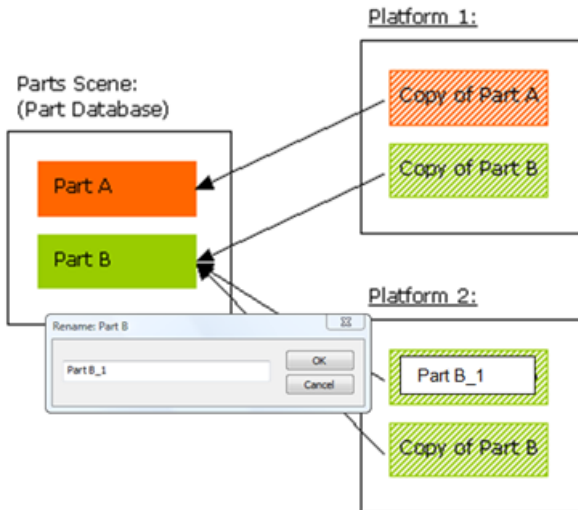 Platform 1:
Parts Scene:
(Part Database)
Copy of Part A
Part A
Copy of Part B
Part B
Platform 2:
Rename: Part B
Part B_1
OK
Cancel
Part B_1
Copy of Part B